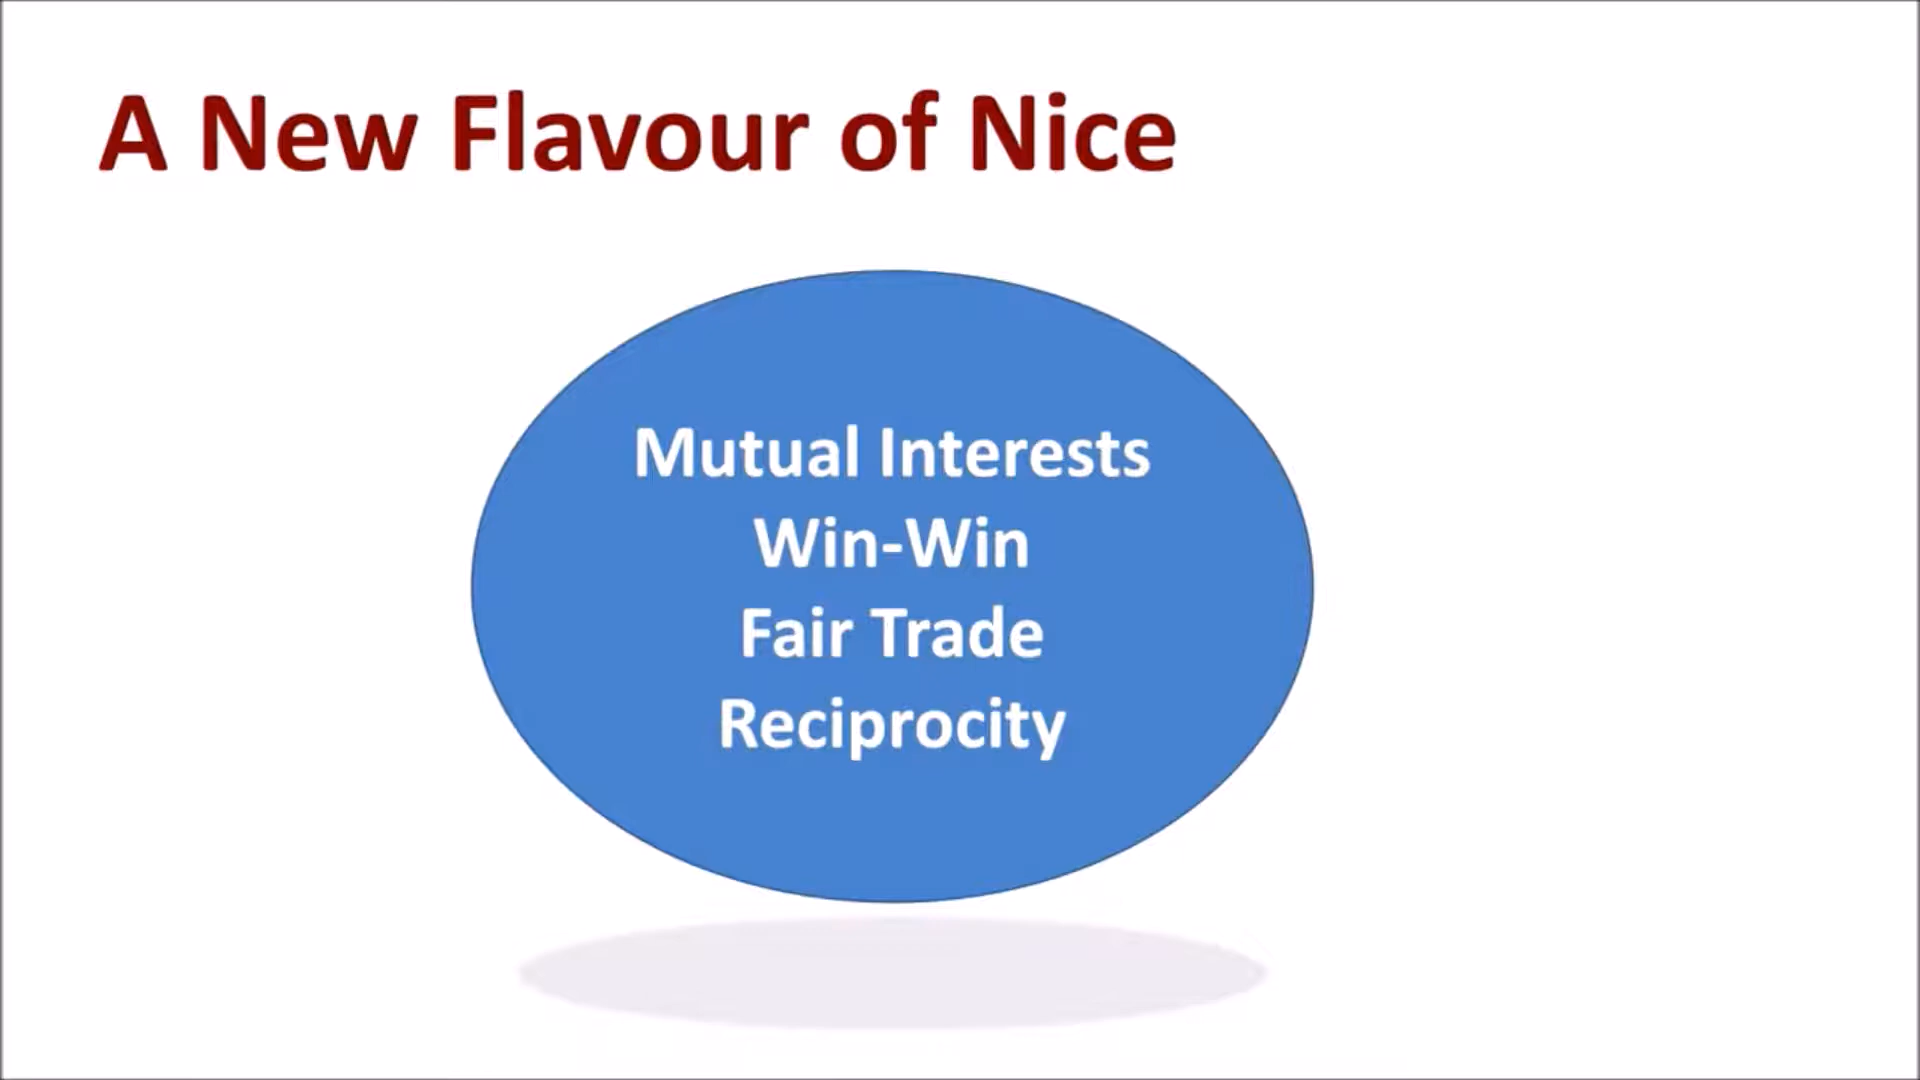 A New Flavour of Nice
Mutual Interests
Win-Win
Fair Trade
Reciprocity